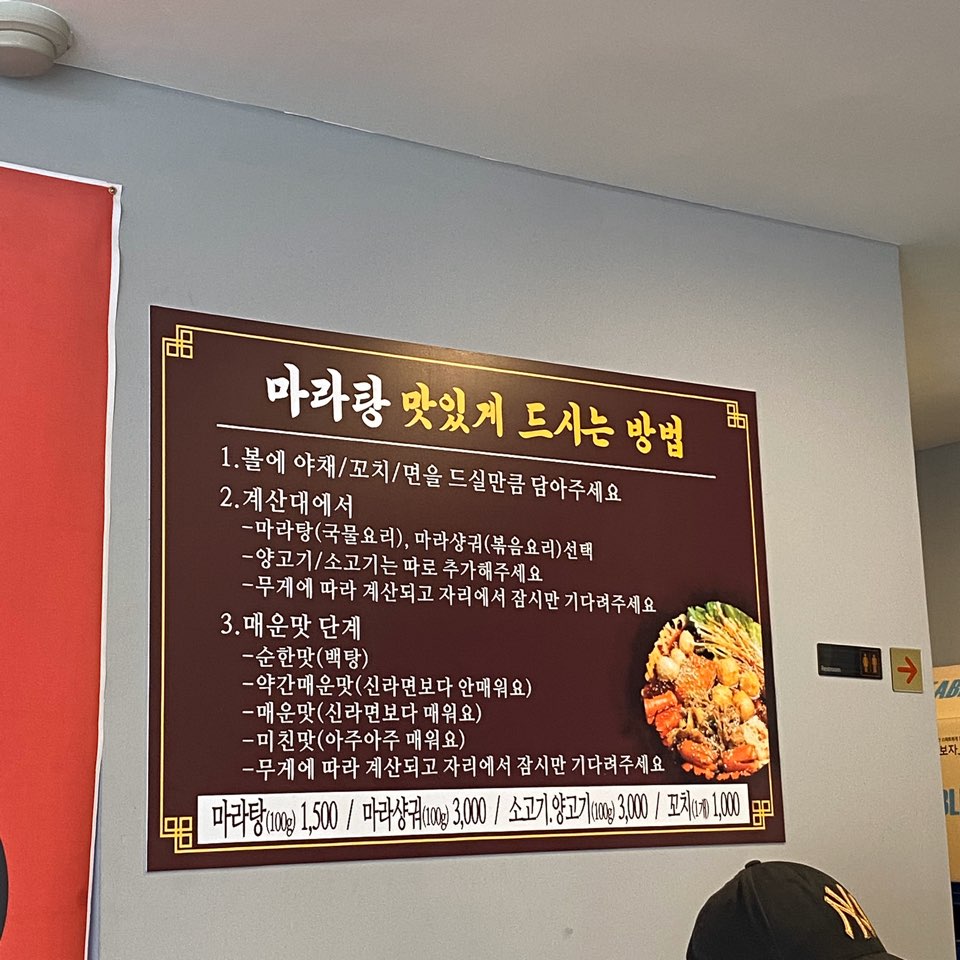 마라탕 맛있게 드시는 방법
1.볼에 야채/꼬치/면을 드실만큼 담아주세요
2.계산대에서
-마라탕(국물요리), 마라샹궈(볶음요리)선택
-양고기/소고기는 따로 추가해주세요
-무게에 따라 계산되고 자리에서 잠시만 기다려주세요
3.매운맛 단계
-순한맛(백탕)
-약간매운맛(신라면보다 안매워요)
-매운맛(신라면보다 매워요)
-미친맛(아주아주 매워요)
-무게에 따라 계산되고 자리에서 잠시만 기다려주세요
마라탕(100g) 1,500 / 마라샹궈(100g) 3,000 / 소고기.양고기(100g) 3,000 / 꼬치(1개) 1,000
Restrooms
보자
NY